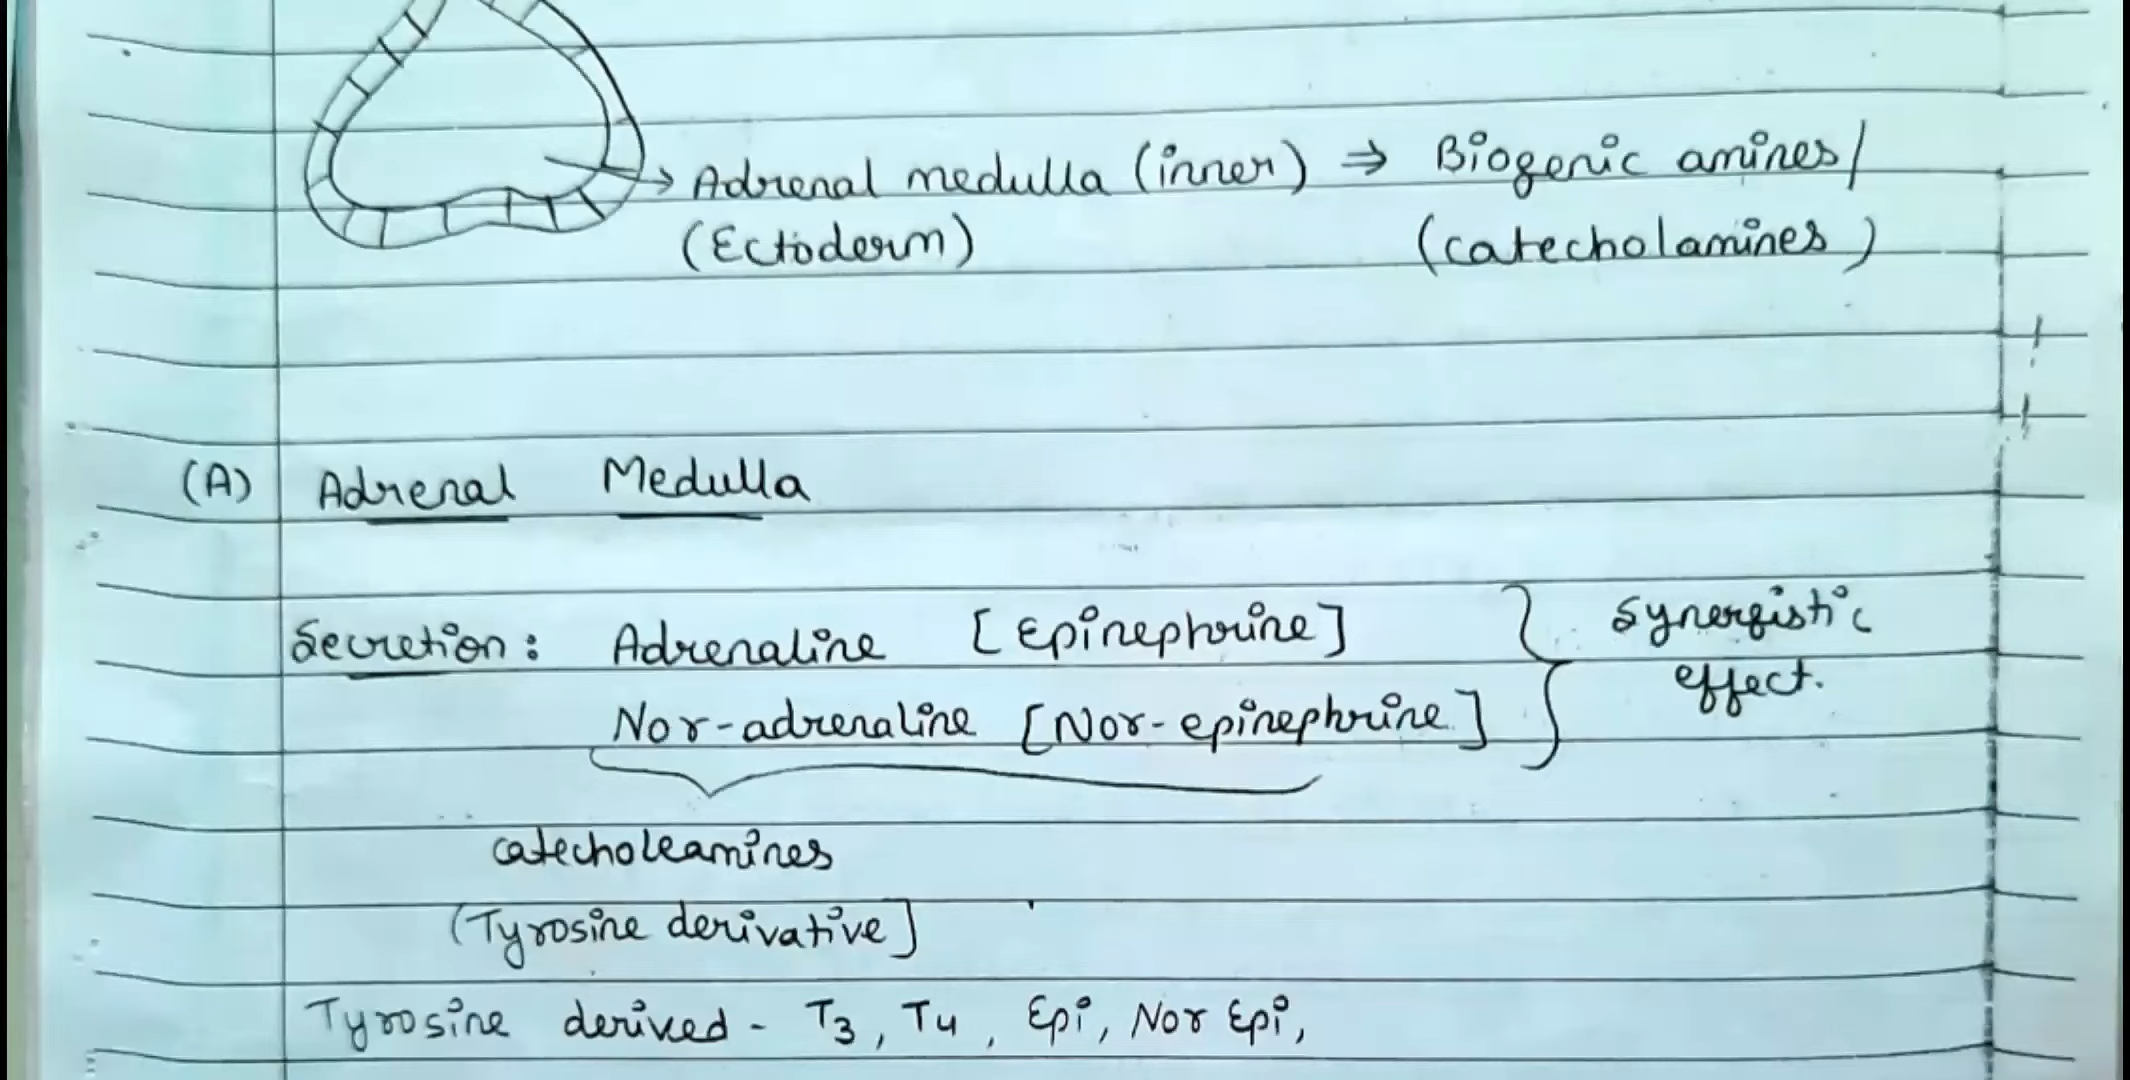 Adrenal medulla (inner) ⇒ Biogenic amines/
(Ectoderm) (catecholamines)
(A) Adrenal Medulla
Secretion: Adrenaline [Epinephrine]
Nor-adrenaline [Nor-epinephrine]
Synergistic
effect.
catecholeamines
(Tyrosine derivative]
Tyrosine derived - T3, T4, Epi, Nor Epi,